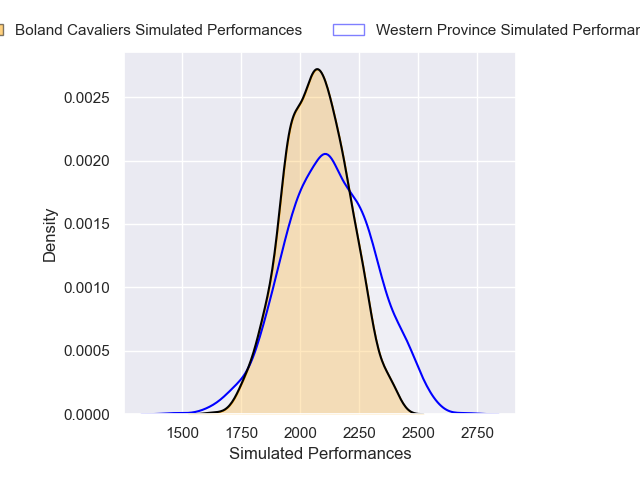 Boland Cavaliers Simulated Performances
Western Province Simulated
0.0025
0.0020
0.0015
0.0010
0.0005
0.0000
Density
1500 1750 2000 2250 2500 2750
Simulated Performances